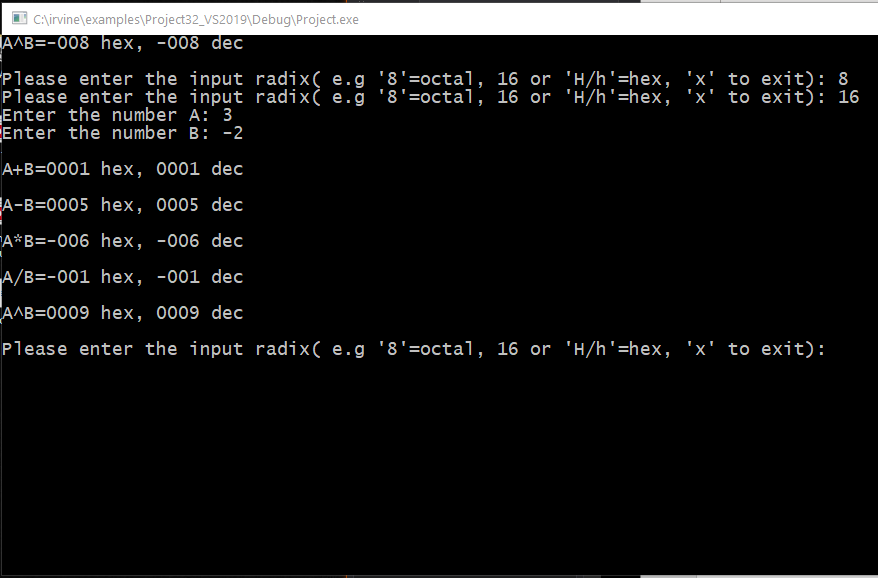 C:\irvine\examples\Project32_VS2019\Debug\Project.exe
A^B=-008 hex, -008 dec
Please enter the input radix( e.g '8'=octal, 16 or 'H/h'=hex, 'x' to exit): 8
Please enter the input radix( e.g '8'=octal, 16 or 'H/h'=hex, 'x' to exit): 16
Enter the number A: 3
Enter the number B: -2
A+B=0001 hex, 0001 dec
A-B=0005 hex, 0005 dec
A*B=-006 hex, -006 dec
A/B=-001 hex, -001 dec
A^B=0009 hex, 0009 dec
Please enter the input radix( e.g '8'=octal, 16 or 'H/h'=hex, 'x' to exit):